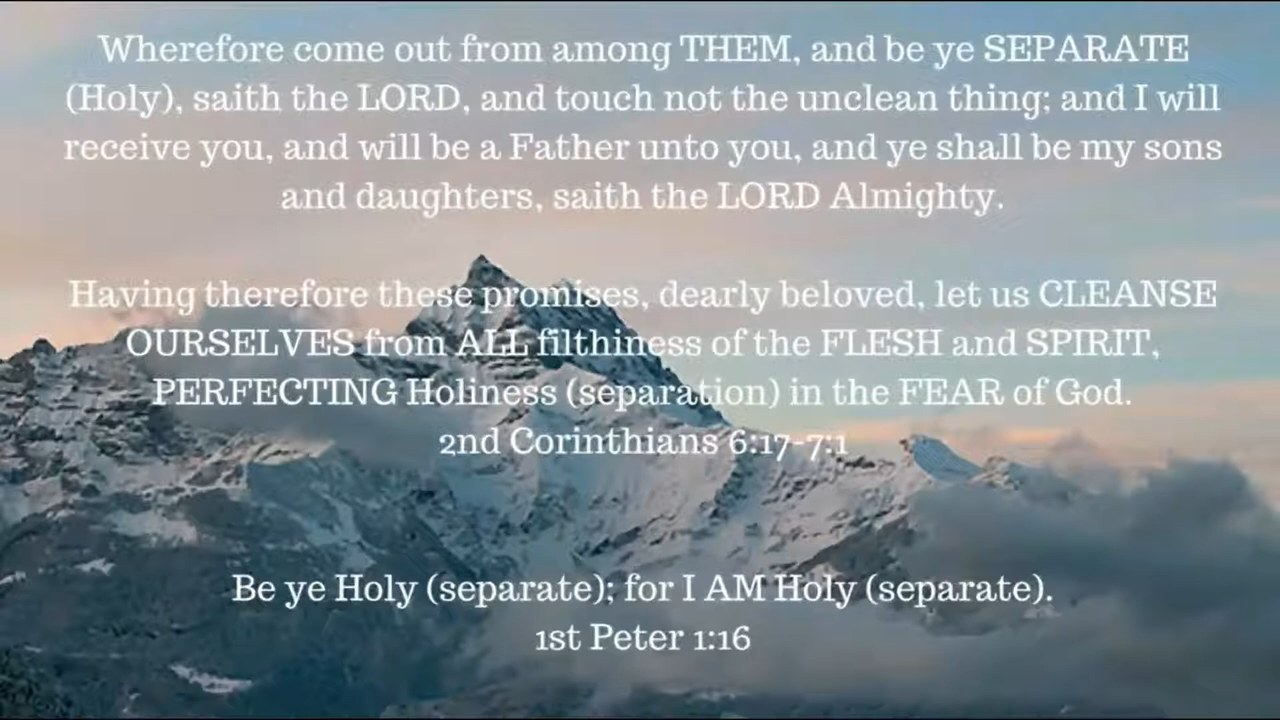 Wherefore come out from among THEM, and be ye SEPARATE
(Holy), saith the LORD, and touch not the unclean thing; and I will
receive you, and will be a Father unto you, and ye shall be my sons
and daughters, saith the LORD Almighty.
Having therefore these promises, dearly beloved, let us CLEANSE
OURSELVES from ALL filthiness of the FLESH and SPIRIT,
PERFECTING Holiness (separation) in the FEAR of God.
2nd Corinthians 6:17-7:1
Be ye Holy (separate); for I AM Holy (separate).
1st Peter 1:16